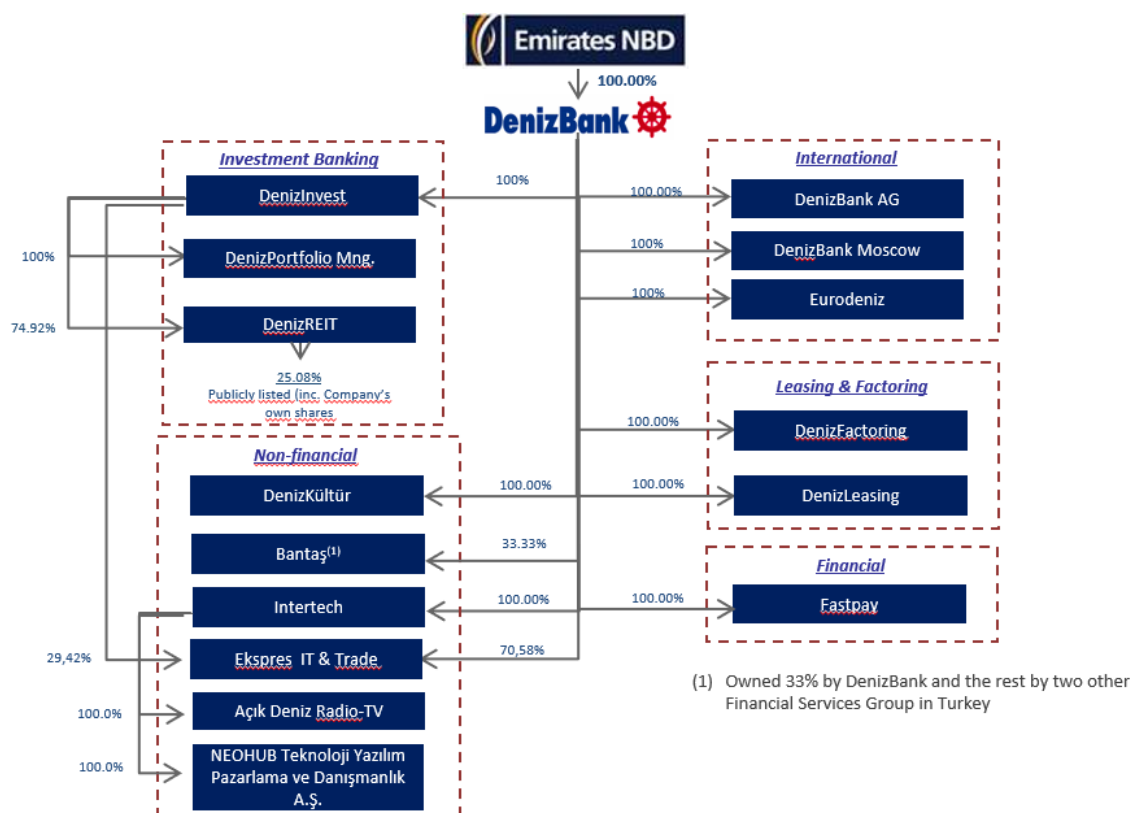 Emirates NBD
100.00%
DenizBank
Investment Banking
DenizInvest
100%
DenizPortfolio Mng.
100%
DenizREIT
74.92%
25.08%
Publicly listed (inc. Company's
own shares
International
100.00%
DenizBank AG
100%
DenizBank Moscow
100%
Eurodeniz
Leasing & Factoring
100.00%
DenizFactoring
100.00%
DenizLeasing
Non-financial
DenizKültür
100.00%
Bantaş(1)
33.33%
Intertech
100.00%
Ekspres IT & Trade
29,42%
70,58%
Açık Deniz Radio-TV
100.0%
NEOHUB Teknoloji Yazılım
Pazarlama ve Danışmanlık
A.Ş.
100.0%
Financial
100.00%
Fastpay
(1) Owned 33% by DenizBank and the rest by two other
Financial Services Group in Turkey